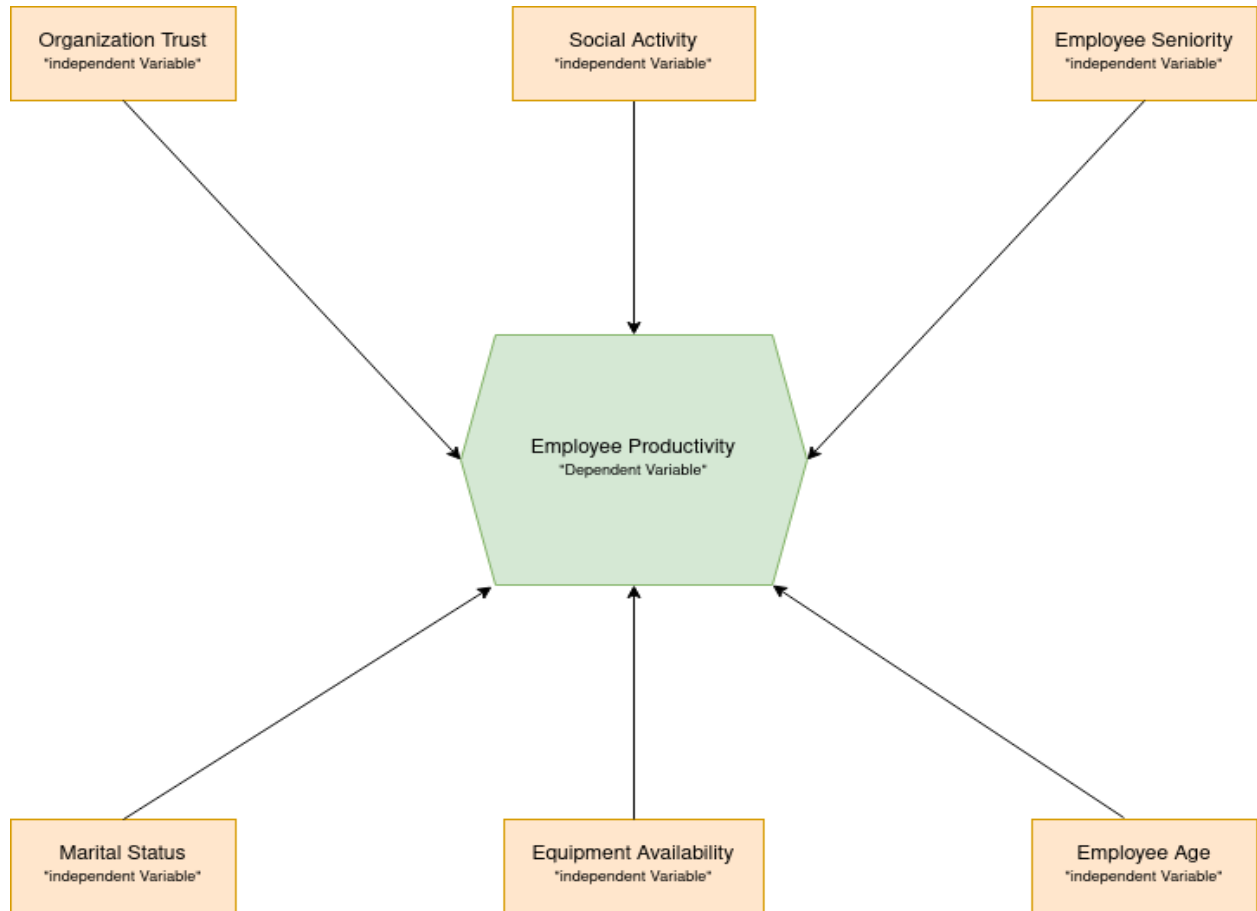 Organization Trust
"independent Variable"
Social Activity
"independent Variable"
Employee Seniority
"independent Variable"
Employee Productivity
"Dependent Variable"
Marital Status
"independent Variable"
Equipment Availability
"independent Variable"
Employee Age
"independent Variable"